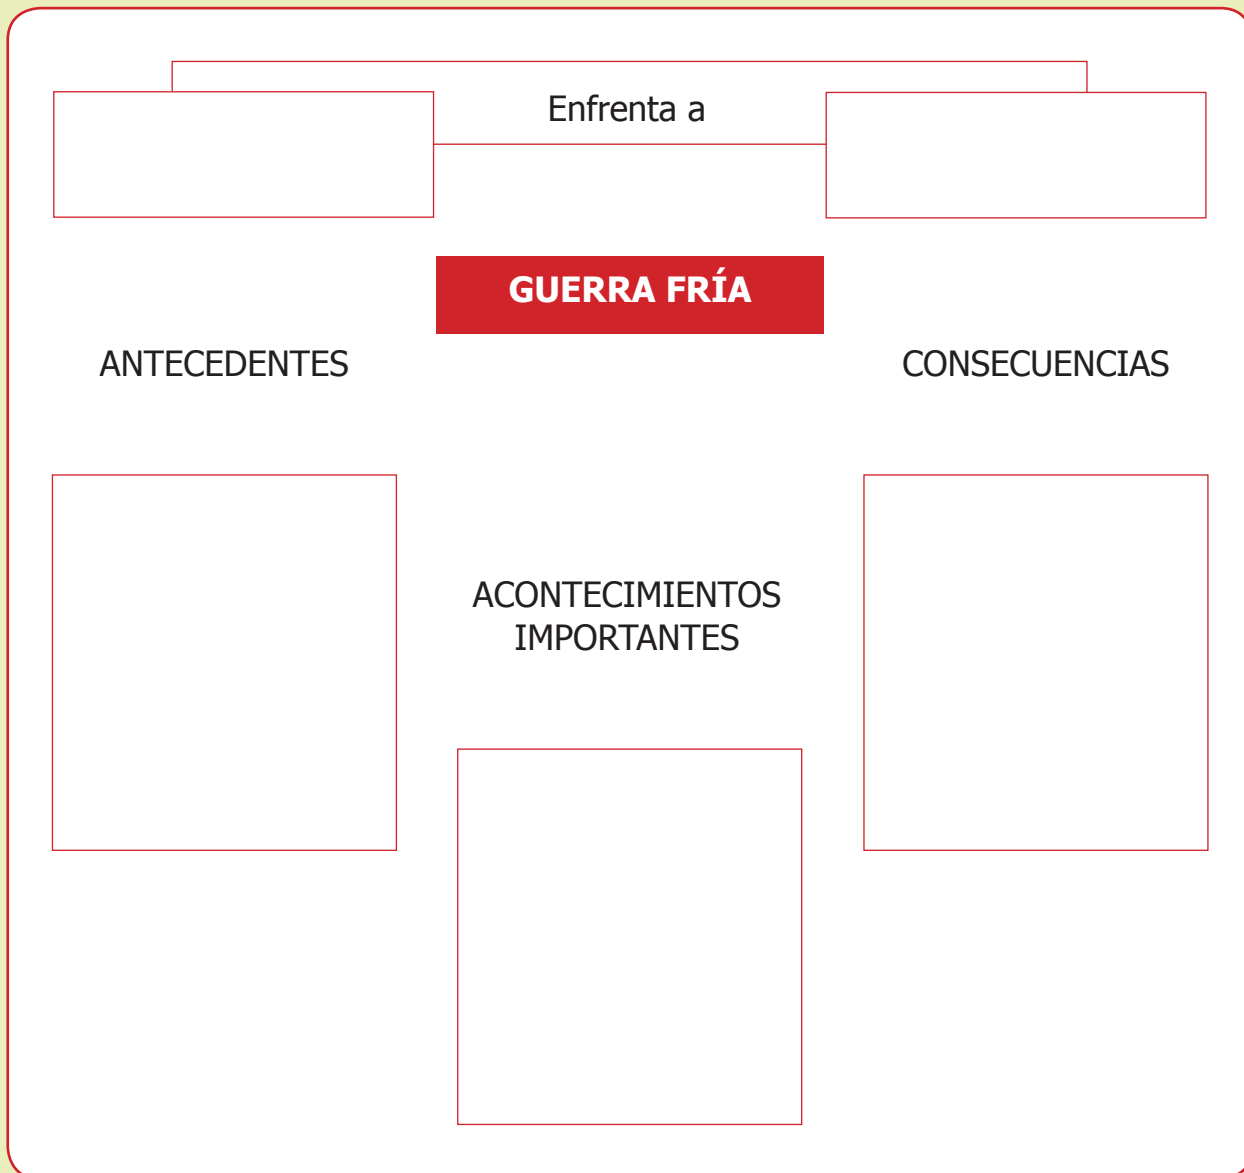 Enfrenta a
GUERRA FRÍA
ANTECEDENTES
CONSECUENCIAS
ACONTECIMIENTOS
IMPORTANTES